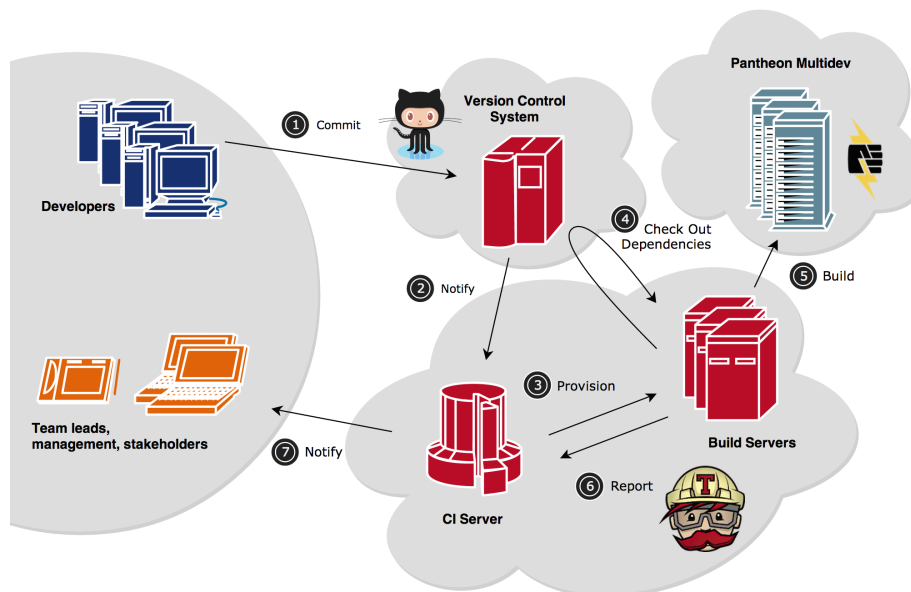 Pantheon Multidev
Version Control
System
1 Commit
Developers
4 Check Out
Dependencies
5 Build
2 Notify
3 Provision
Team leads,
management, stakeholders
7 Notify
Build Servers
6 Report
T
CI Server